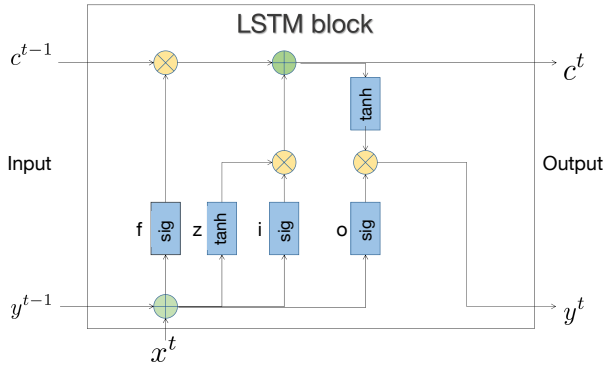 LSTM block
c^{t-1}
c^t
tanh
Input
Output
f
sig
z
tanh
i
sig
o
sig
y^{t-1}
y^t
x^t